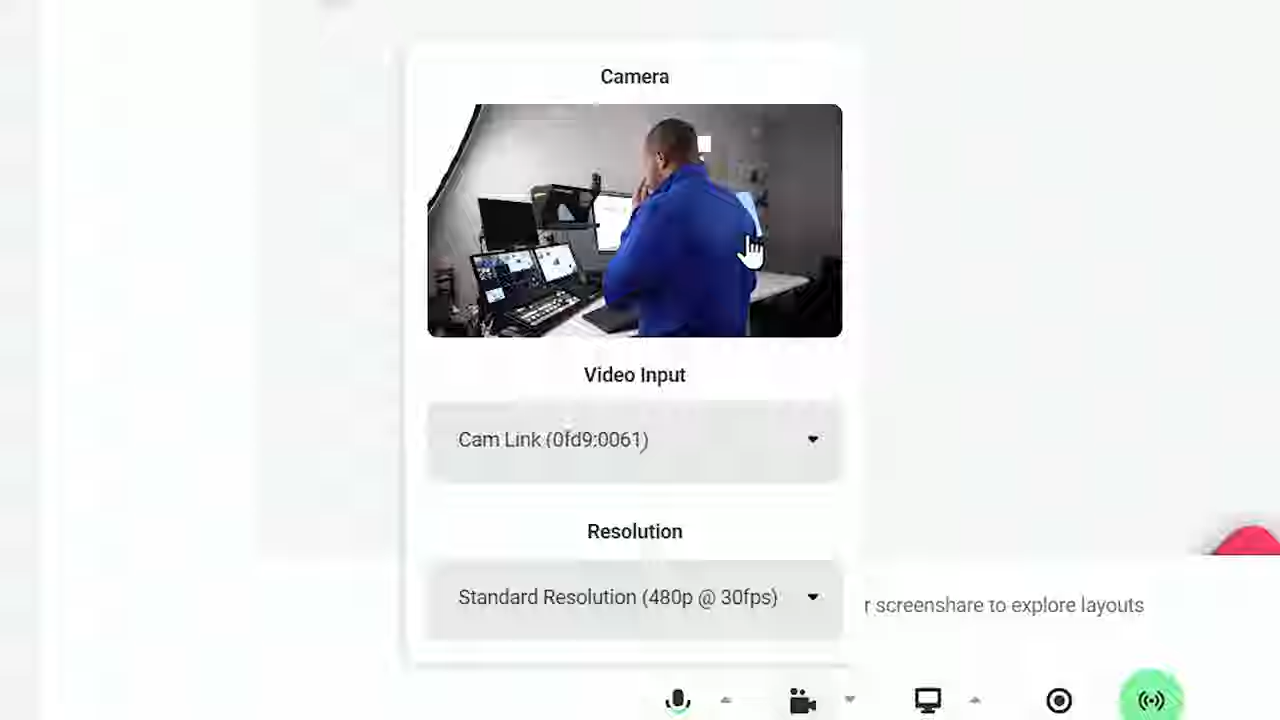 Camera
Video Input
Cam Link (0fd9:0061)
Resolution
Standard Resolution (480p @ 30fps)
r screenshare to explore layouts